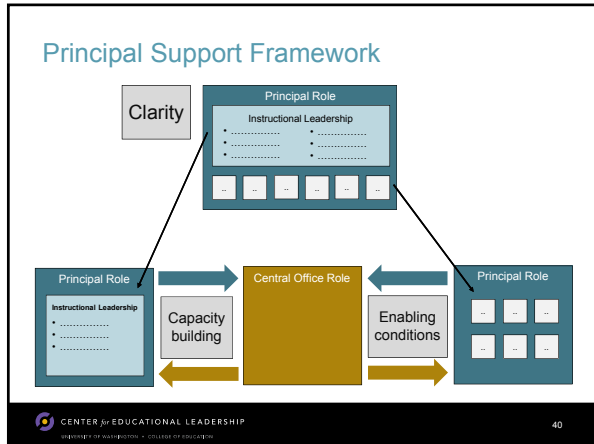 Principal Support Framework
Clarity
Principal Role
Instructional Leadership
• ..............
• ..............
• ..............
• ..............
• ..............
• ..............
..
..
..
..
..
..
Principal Role
Instructional Leadership
• ..............
• ..............
• ..............
Capacity
building
Central Office Role
Enabling
conditions
Principal Role
..
..
..
..
..
..
CENTER for EDUCATIONAL LEADERSHIP
UNIVERSITY of WASHINGTON • COLLEGE OF EDUCATION
40